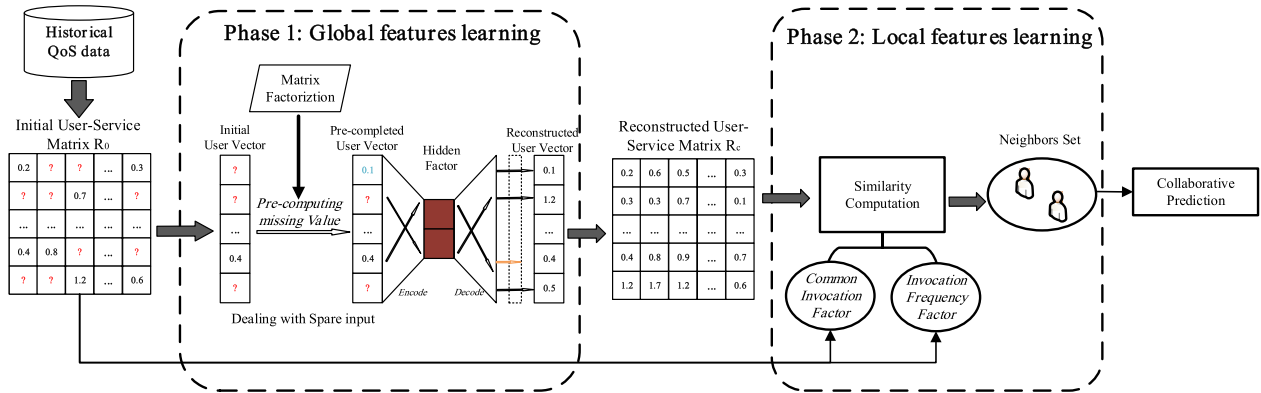 Historical
QoS data
Initial User-Service
Matrix R0
0.2 ? ? ... 0.3
? ? 0.7 ... ?
... ... ... ... ...
0.4 0.8 ? ... ?
? ? 1.2 ... 0.6
Phase 1: Global features learning
Matrix
Factoriztion
Initial
User Vector
?
?
...
0.4
?
Pre-computing
missing Value
Pre-completed
User Vector
0.1
?
...
0.4
?
Hidden
Factor
Encode
Decode
Reconstructed
User Vector
0.1
1.2
...
0.4
0.5
Dealing with Spare input
Reconstructed User-
Service Matrix Rc
0.2 0.6 0.5 ... 0.3
0.3 0.3 0.7 ... 0.1
... ... ... ... ...
0.4 0.8 0.9 ... 0.7
1.2 1.7 1.2 ... 0.6
Phase 2: Local features learning
Similarity
Computation
Common
Invocation
Factor
Invocation
Frequency
Factor
Neighbors Set
Collaborative
Prediction